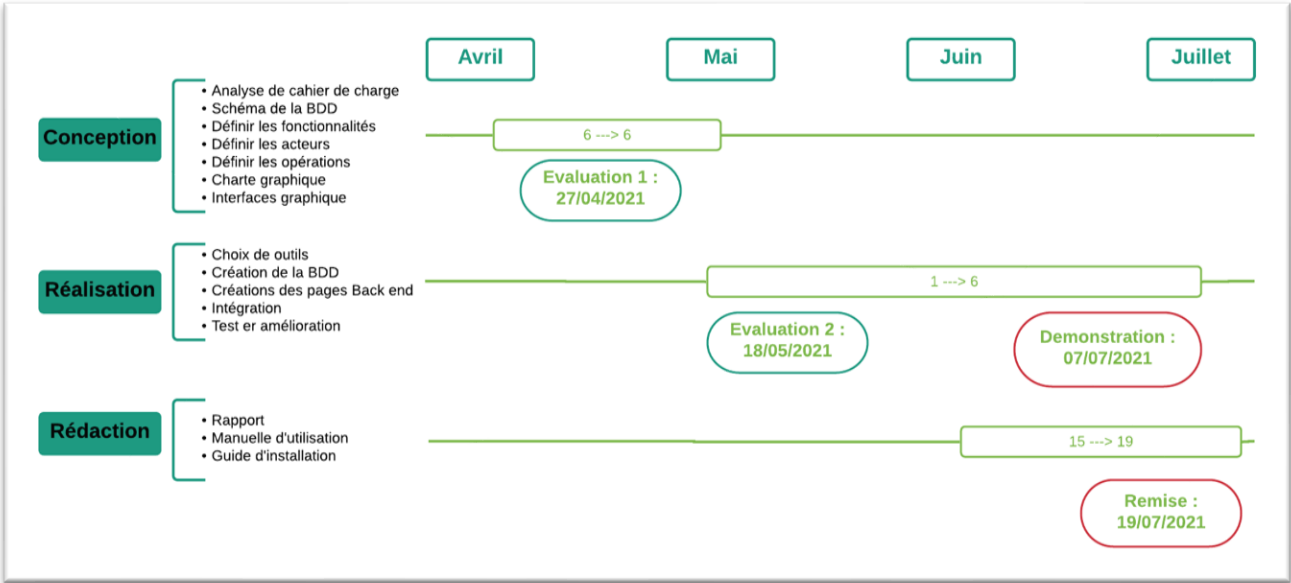 Avril Mai Juin Juillet
Conception
• Analyse de cahier de charge
• Schéma de la BDD
• Définir les fonctionnalités
• Définir les acteurs
• Définir les opérations
• Charte graphique
• Interfaces graphique
6 ---> 6
Evaluation 1 :
27/04/2021
Réalisation
• Choix de outils
• Création de la BDD
• Créations des pages Back end
• Intégration
• Test er amélioration
1 ---> 6
Evaluation 2 :
18/05/2021
Demonstration :
07/07/2021
Rédaction
• Rapport
• Manuelle d'utilisation
• Guide d'installation
15 ---> 19
Remise :
19/07/2021